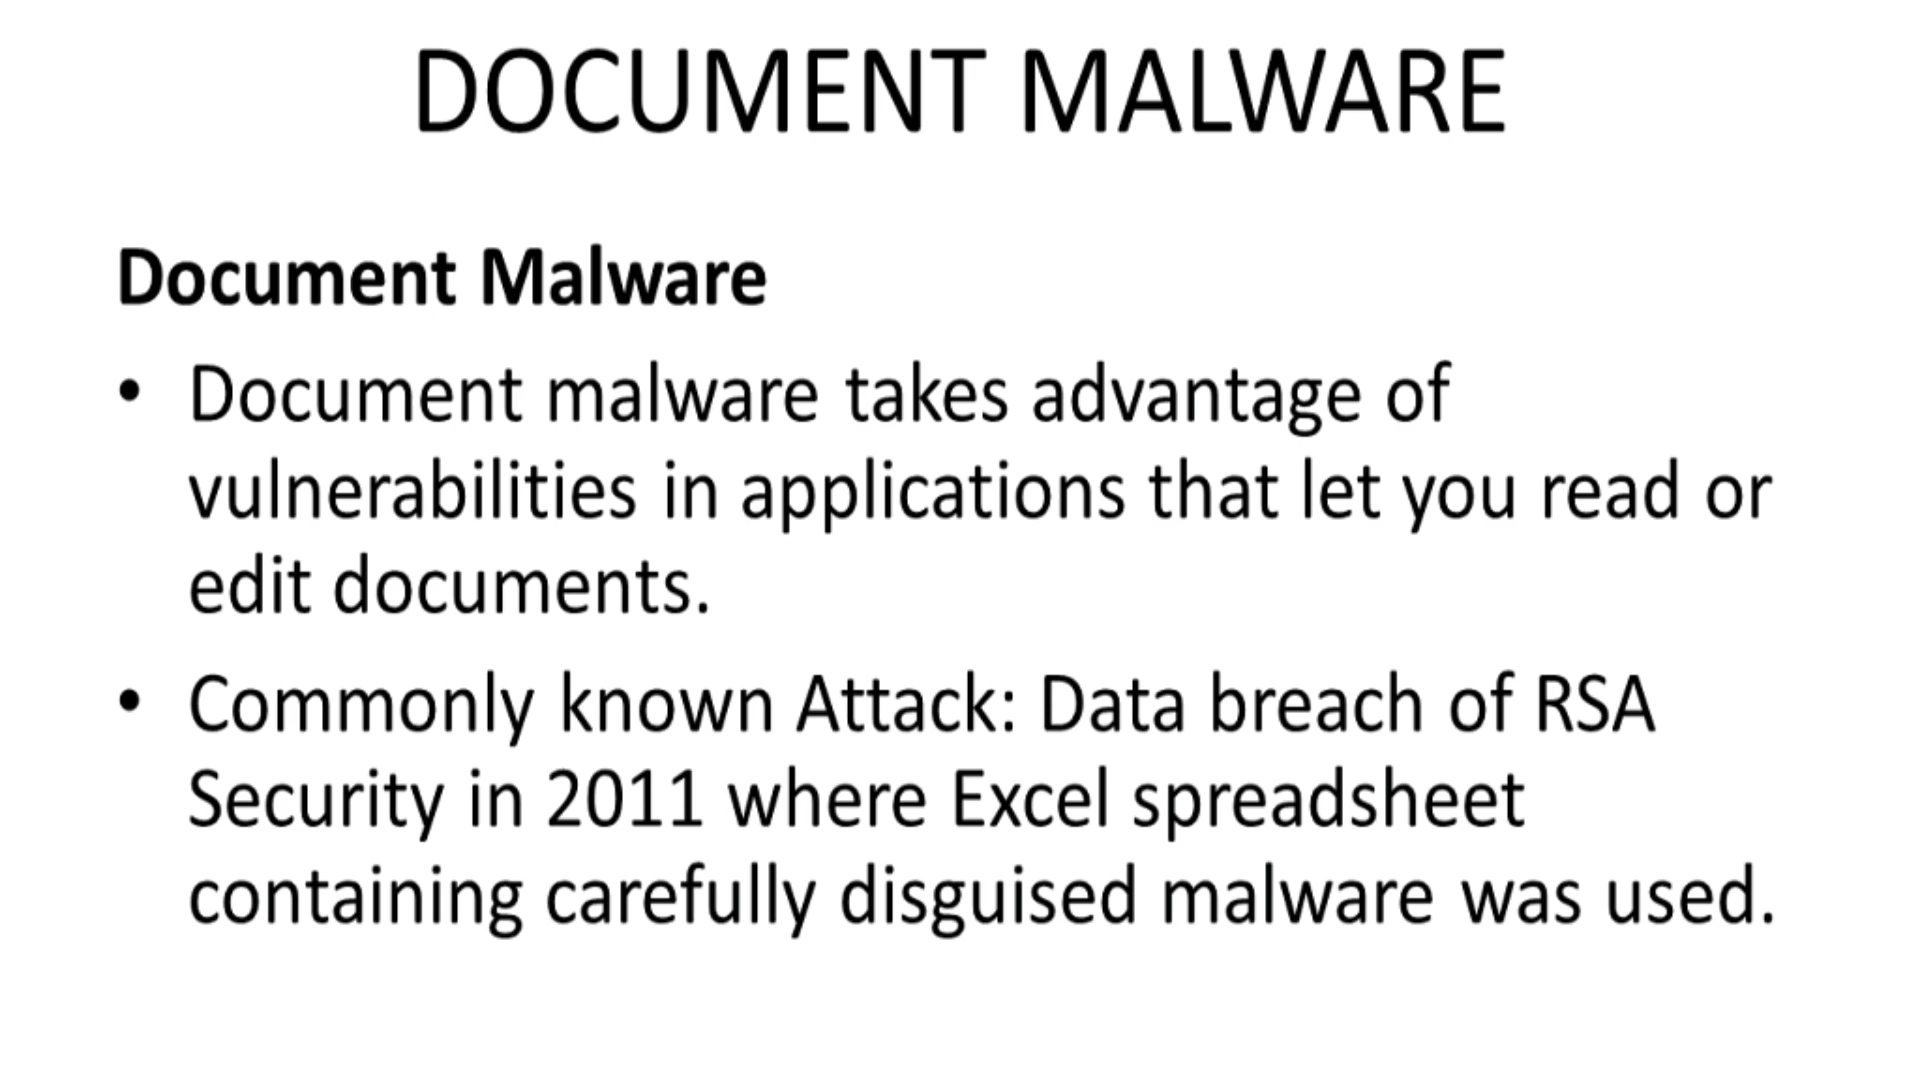 DOCUMENT MALWARE
Document Malware
• Document malware takes advantage of
vulnerabilities in applications that let you read or
edit documents.
• Commonly known Attack: Data breach of RSA
Security in 2011 where Excel spreadsheet
containing carefully disguised malware was used.